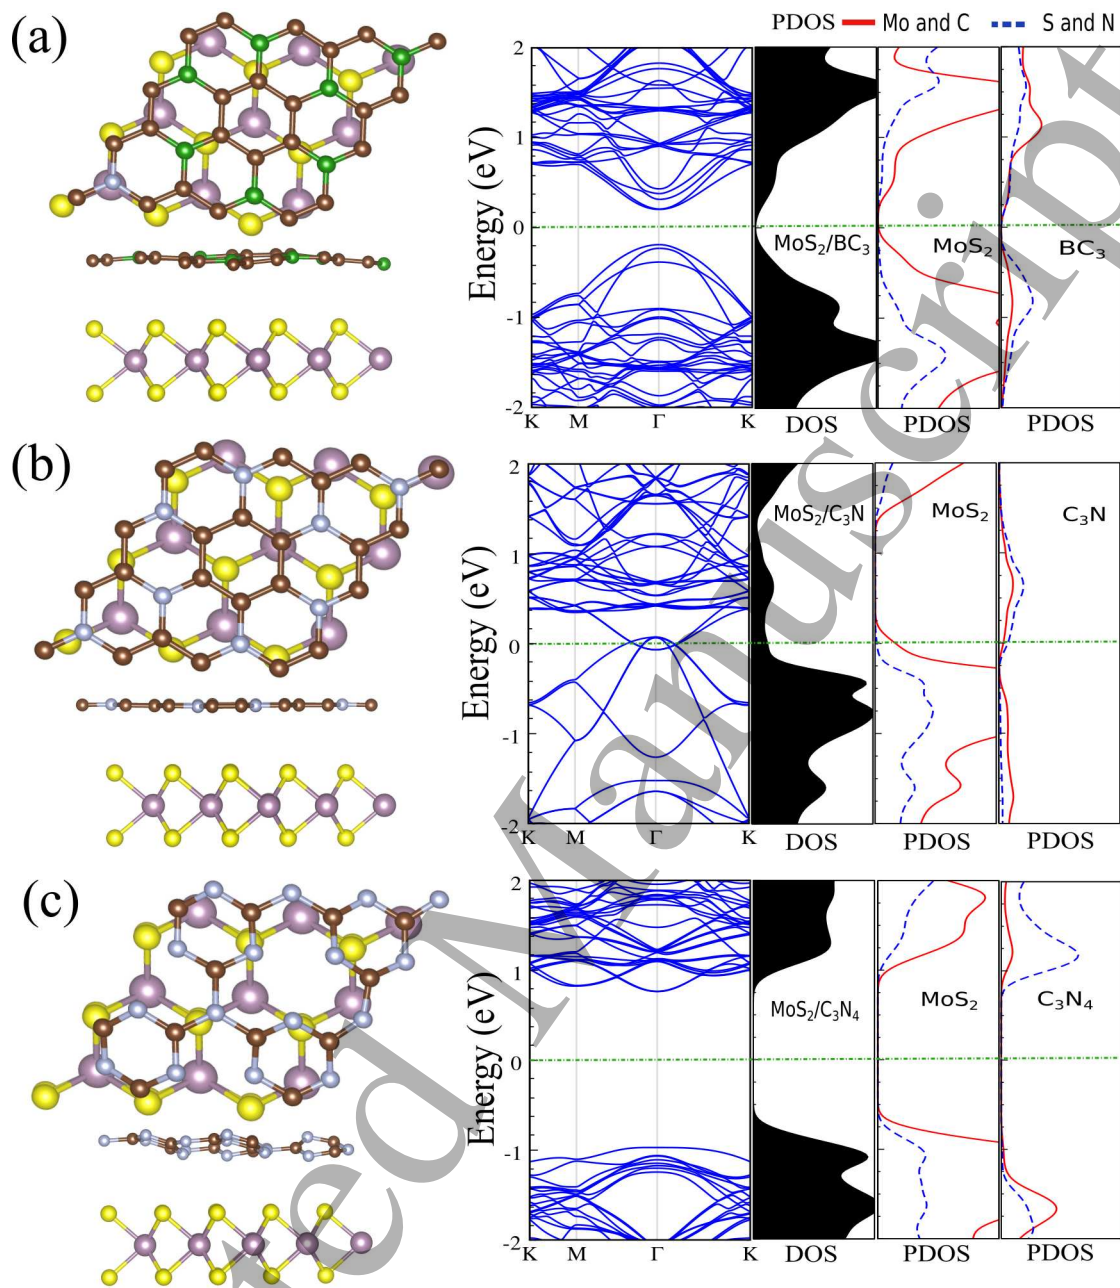 (a)
PDOS Mo and C S and N
Energy (eV)
2
1
0
-1
-2
K M Γ K
MoS₂/BC₃
MoS₂
BC₃
DOS PDOS PDOS
(b)
Energy (eV)
2
1
0
-1
-2
K M Γ K
MoS₂/C₃N
MoS₂
C₃N
DOS PDOS PDOS
(c)
Energy (eV)
2
1
0
-1
-2
K M Γ K
MoS₂/C₃N₄
MoS₂
C₃N₄
DOS PDOS PDOS
ted Manuscript